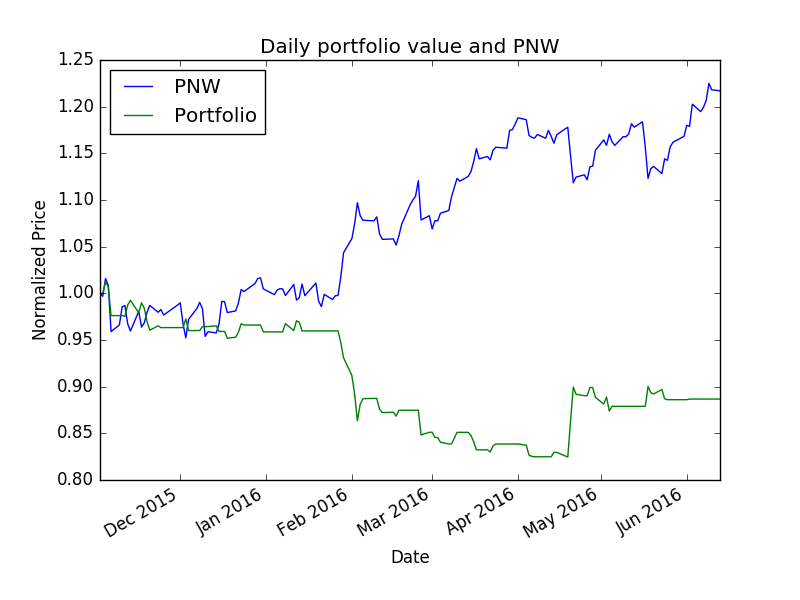 Daily portfolio value and PNW
PNW
Portfolio
Normalized Price
1.25
1.20
1.15
1.10
1.05
1.00
0.95
0.90
0.85
0.80
Dec 2015
Jan 2016
Feb 2016
Mar 2016
Apr 2016
May 2016
Jun 2016
Date